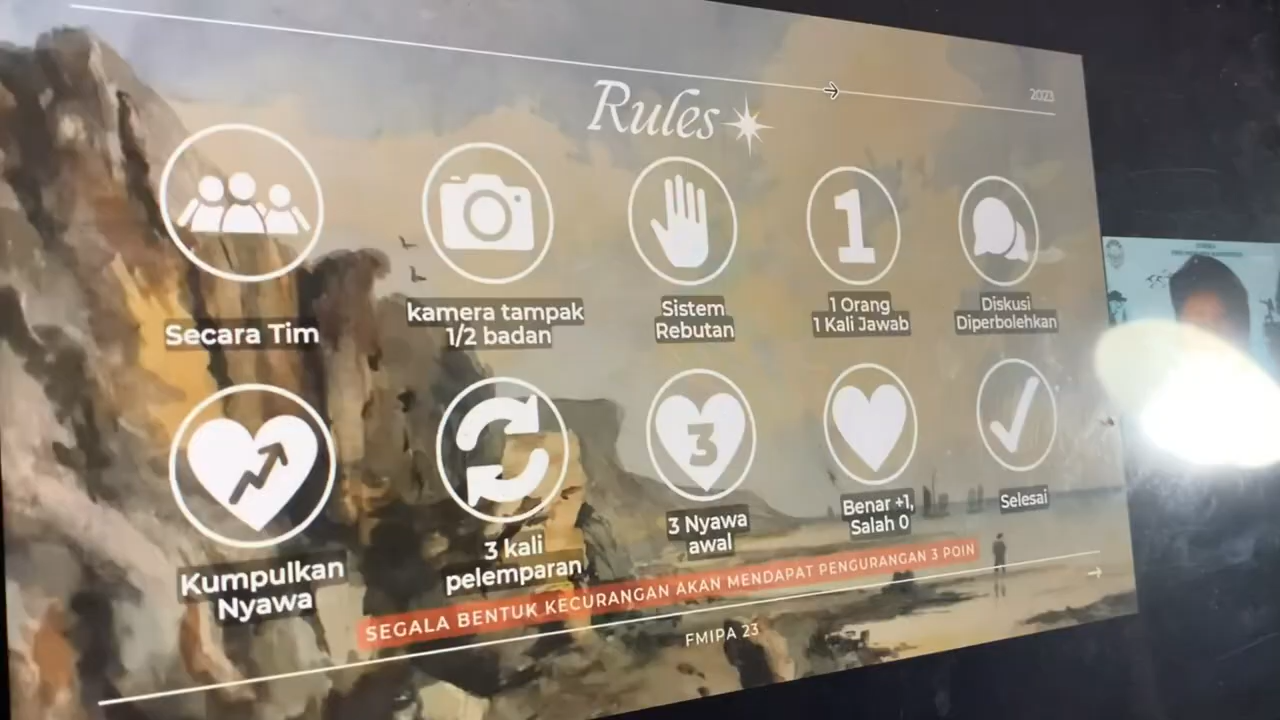 Rules
2023
1
Secara Tim
kamera tampak
1/2 badan
Sistem
Rebutan
1 Orang
1 Kali Jawab
Diskusi
Diperbolehkan
3
Kumpulkan
Nyawa
3 kali
pelemparan
3 Nyawa
awal
Benar +1,
Salah 0
Selesai
SEGALA BENTUK KECURANGAN AKAN MENDAPAT PENGURANGAN 3 POIN
FMIPA 23